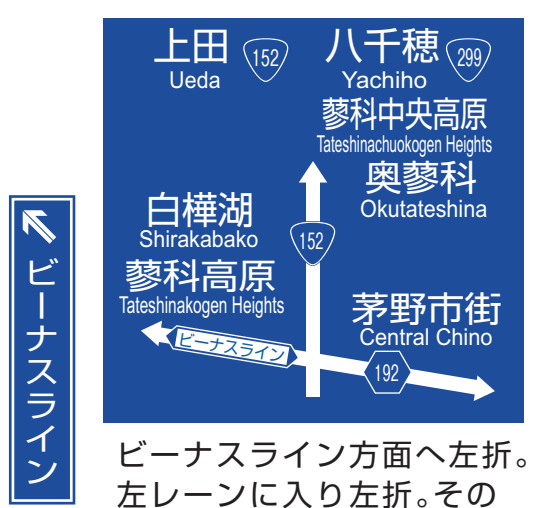 上田 152
Ueda
八千穂 299
Yachiho
蓼科中央高原
Tateshinachuokogen Heights
奥蓼科
Okutateshina
白樺湖
Shirakabako
152
蓼科高原
Tateshinakogen Heights
茅野市街
Central Chino
ビーナスライン
192
ビーナスライン
ビーナスライン方面へ左折。
左レーンに入り左折。その